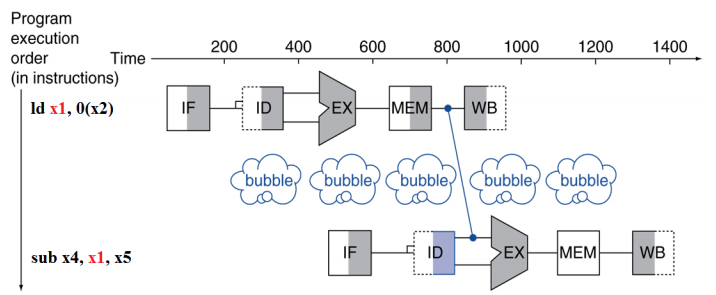 Program
execution
order
(in instructions)
Time
200 400 600 800 1000 1200 1400
ld x1, 0(x2)
IF ID EX MEM WB
bubble bubble bubble bubble bubble
sub x4, x1, x5
IF ID EX MEM WB